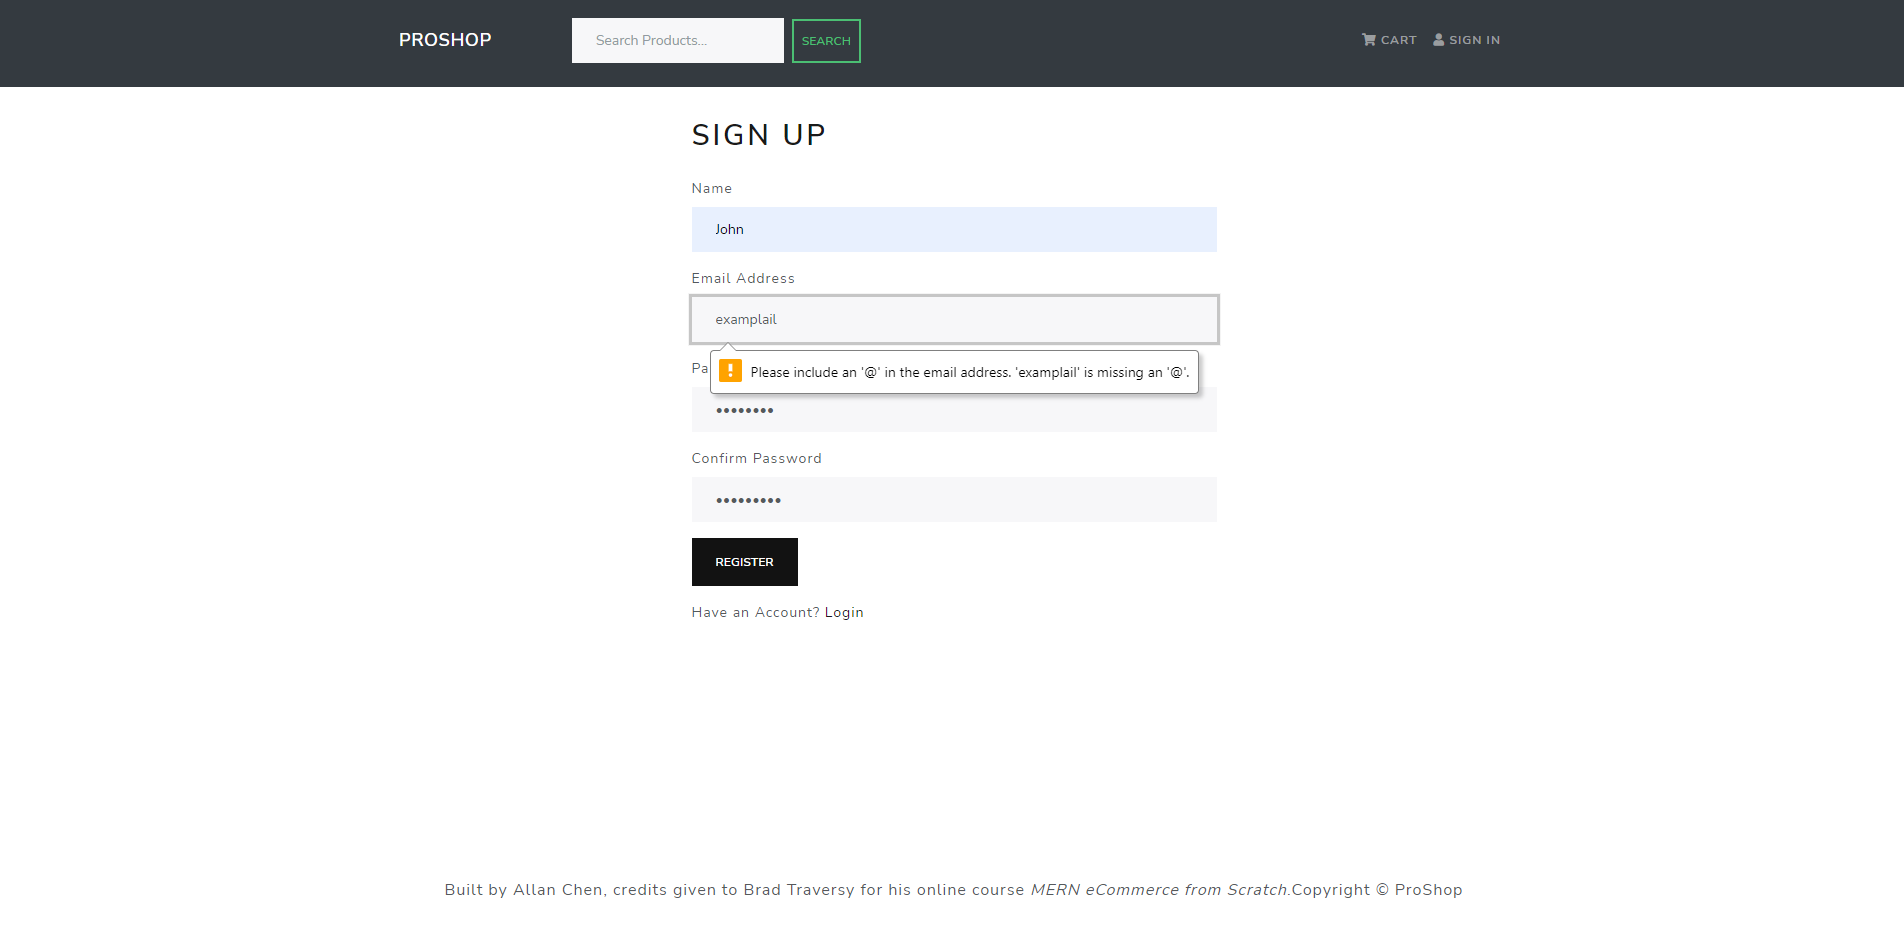 PROSHOP
Search Products...
SEARCH
CART
SIGN IN
SIGN UP
Name
John
Email Address
examplail
Pa
Please include an '@' in the email address. 'examplail' is missing an '@'.
••••••••
Confirm Password
•••••••••
REGISTER
Have an Account? Login
Built by Allan Chen, credits given to Brad Traversy for his online course MERN eCommerce from Scratch.Copyright © ProShop